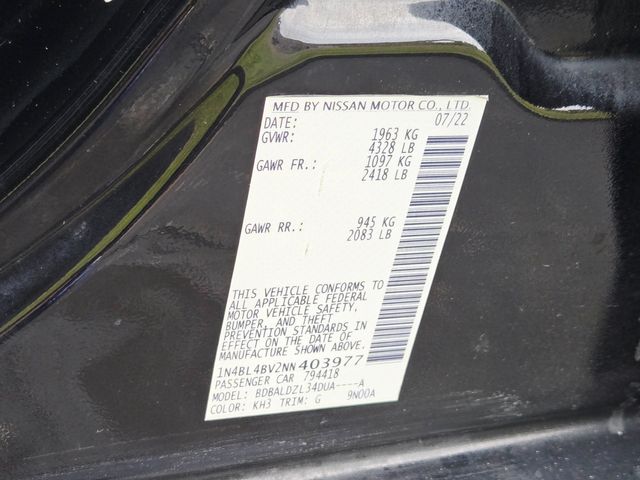 MFD BY NISSAN MOTOR CO., LTD.
DATE: 07/22
GVWR: 1963 KG
4328 LB
GAWR FR.: 1097 KG
2418 LB
GAWR RR.: 945 KG
2083 LB
THIS VEHICLE CONFORMS TO
ALL APPLICABLE FEDERAL
MOTOR VEHICLE SAFETY,
BUMPER, AND THEFT
PREVENTION STANDARDS IN
EFFECT ON THE DATE OF
MANUFACTURE SHOWN ABOVE.
1N4BL4BV2NN403977
PASSENGER CAR 794418
MODEL: BDBALDZL34DUA----A
COLOR: KH3 TRIM: G 9N00A